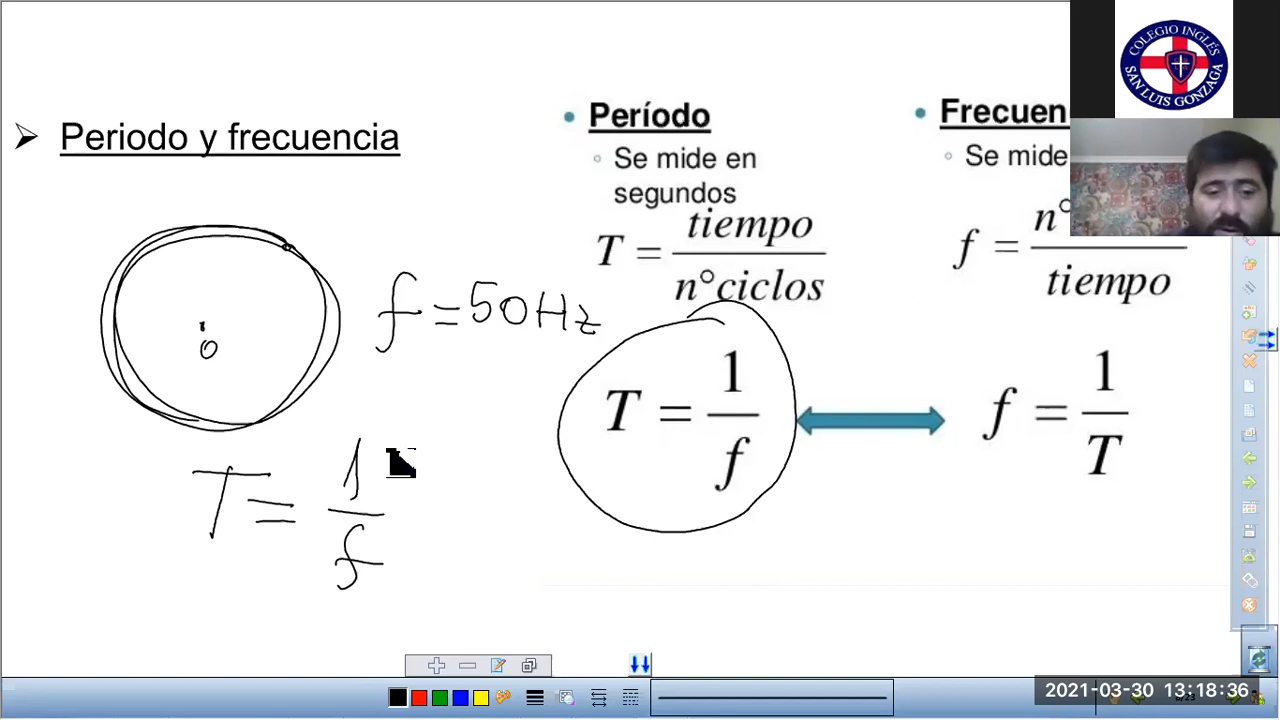 COLEGIO INGLÉS
SAN LUIS GONZAGA
Periodo y frecuencia
Período
Se mide en
segundos
T = tiempo
n°ciclos
Frecuen
Se mide
f = n°
tiempo
f = 50Hz
T = 1
f
f = 1
T
T = 1
f
2021-03-30 13:18:36